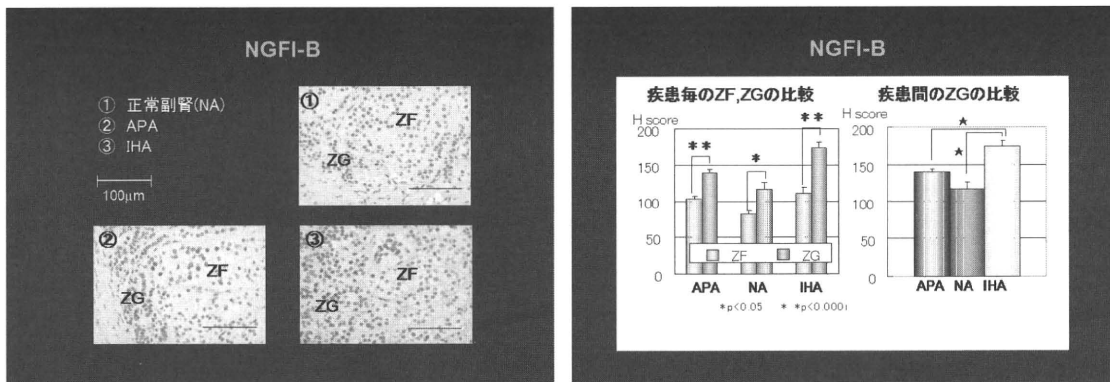 NGFI-B
① 正常副腎(NA)
② APA
③ IHA
100μm
①
ZF
ZG
②
ZF
ZG
③
ZF
ZG
NGFI-B
疾患毎のZF,ZGの比較
H score
200
150
100
50
0
**
*
**
ZF
ZG
APA
NA
IHA
*p<0.05
* *p<0.0001
疾患間のZGの比較
H score
200
150
100
50
0
*
*
APA
NA
IHA